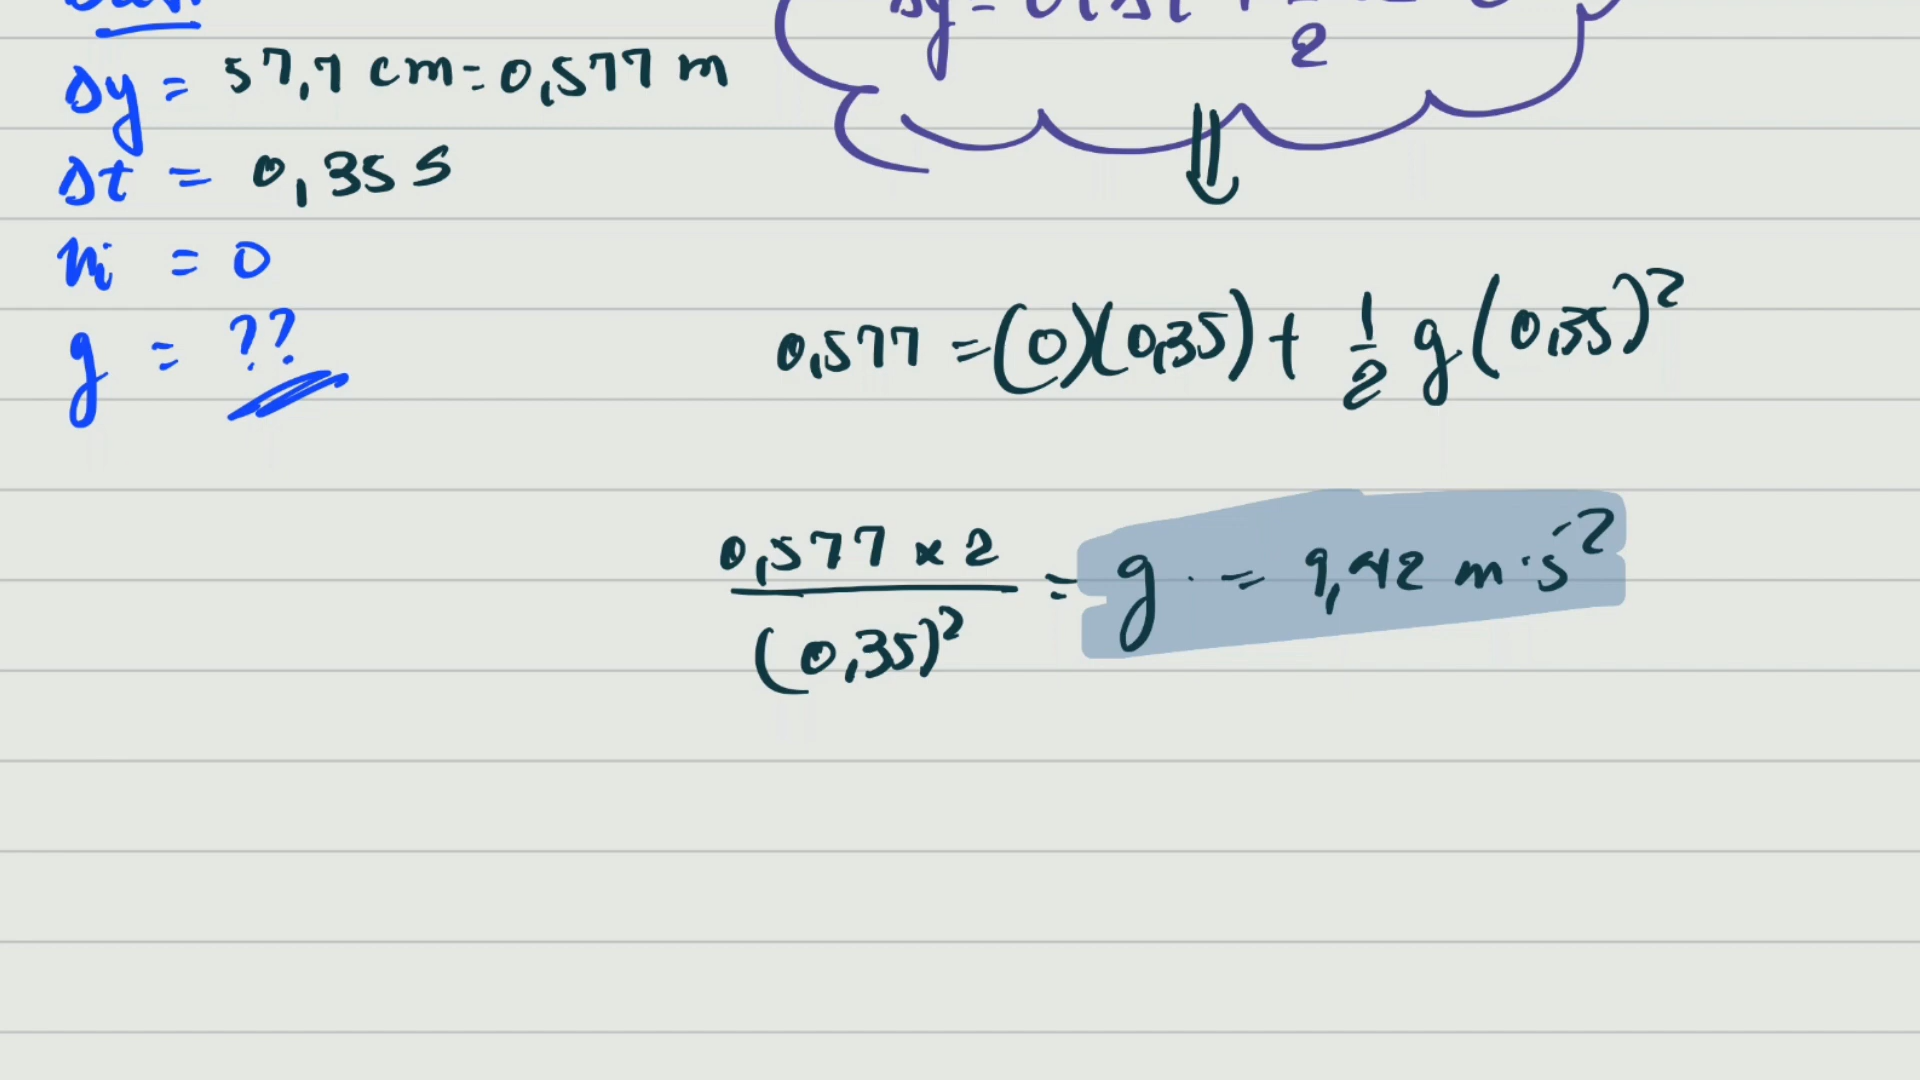 Δy = 57,7 cm = 0,577 m
Δt = 0,35 s
vi = 0
g = ??
2
0,577 = (0)(0,35) + 1/2 g (0,35)²
0,577 x 2 / (0,35)² = g = 9,42 m·s⁻²